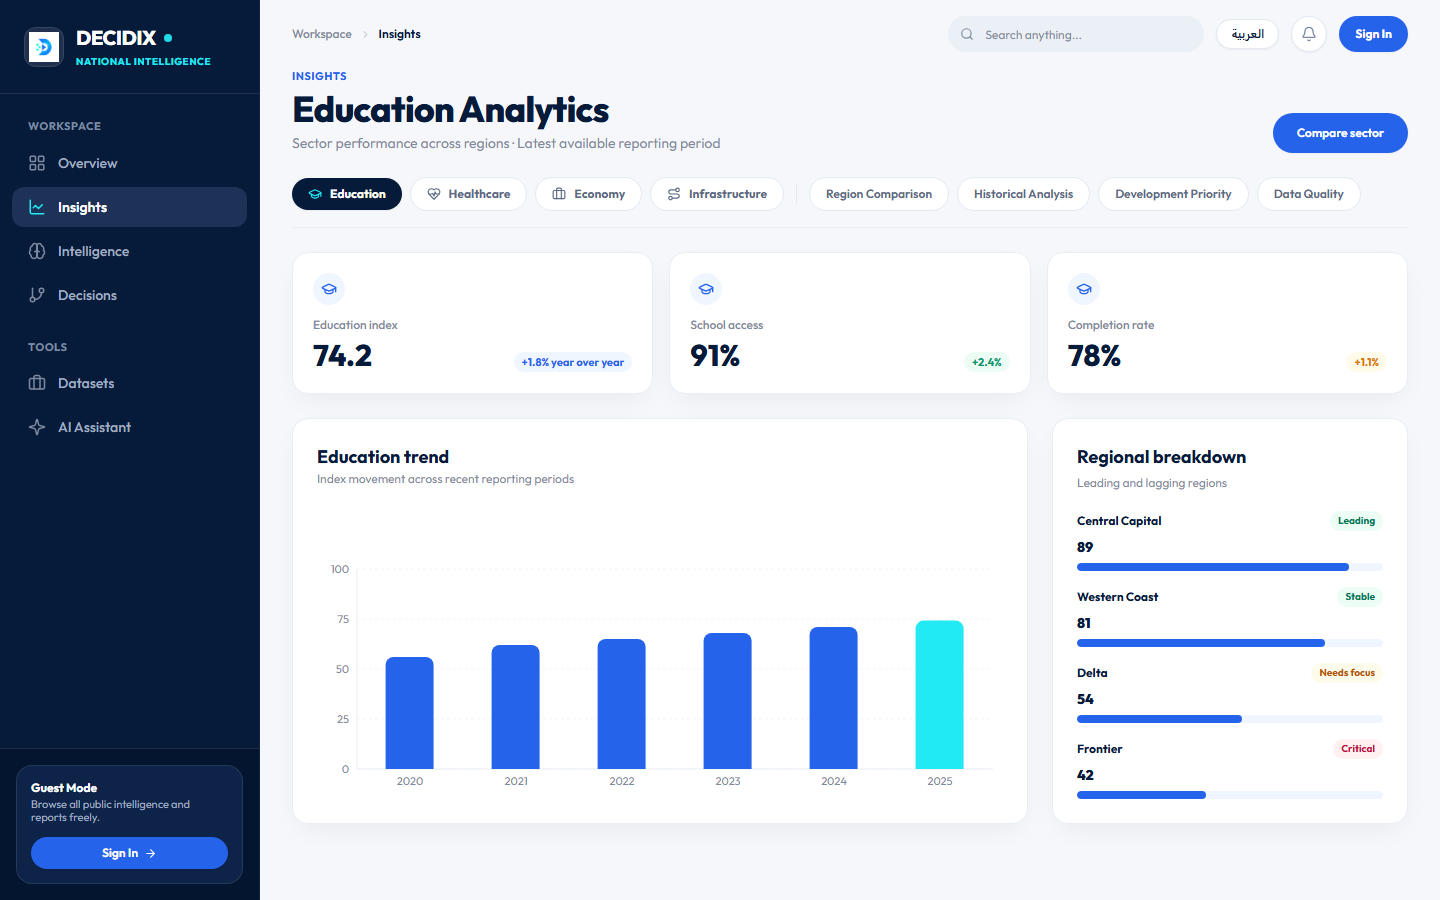 DECIDIX
NATIONAL INTELLIGENCE
WORKSPACE
Overview
Insights
Intelligence
Decisions
TOOLS
Datasets
AI Assistant
Guest Mode
Browse all public intelligence and
reports freely.
Sign In
Workspace
Insights
Search anything...
العربية
Sign In
INSIGHTS
Education Analytics
Sector performance across regions · Latest available reporting period
Compare sector
Education
Healthcare
Economy
Infrastructure
Region Comparison
Historical Analysis
Development Priority
Data Quality
Education index
74.2
+1.8% year over year
School access
91%
+2.4%
Completion rate
78%
+1.1%
Education trend
Index movement across recent reporting periods
100
75
50
25
0
2020
2021
2022
2023
2024
2025
Regional breakdown
Leading and lagging regions
Central Capital
Leading
89
Western Coast
Stable
81
Delta
Needs focus
54
Frontier
Critical
42